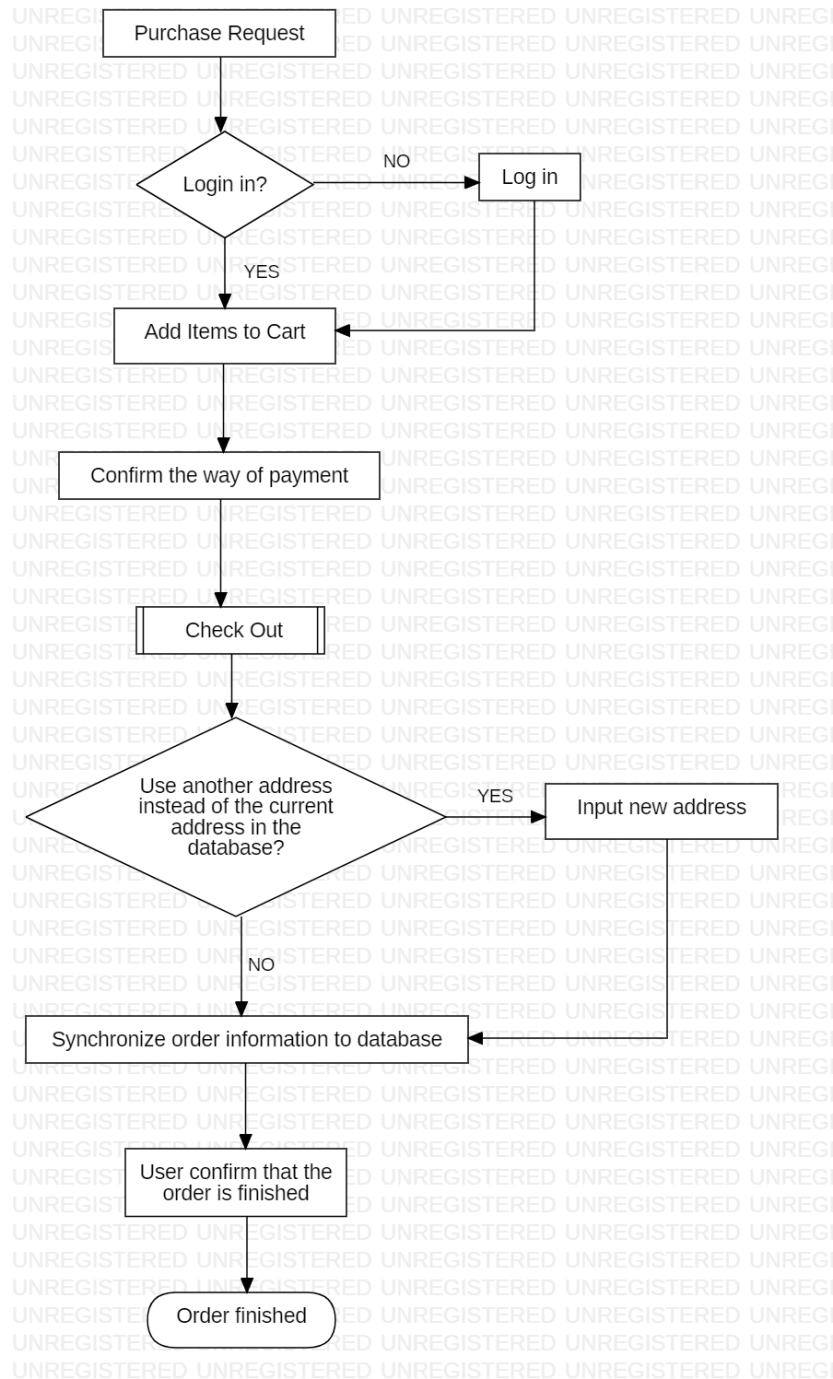 Purchase Request
Login in?
NO
Log in
YES
Add Items to Cart
Confirm the way of payment
Check Out
Use another address
instead of the current
address in the
database?
YES
Input new address
NO
Synchronize order information to database
User confirm that the
order is finished
Order finished
UNREGISTERED